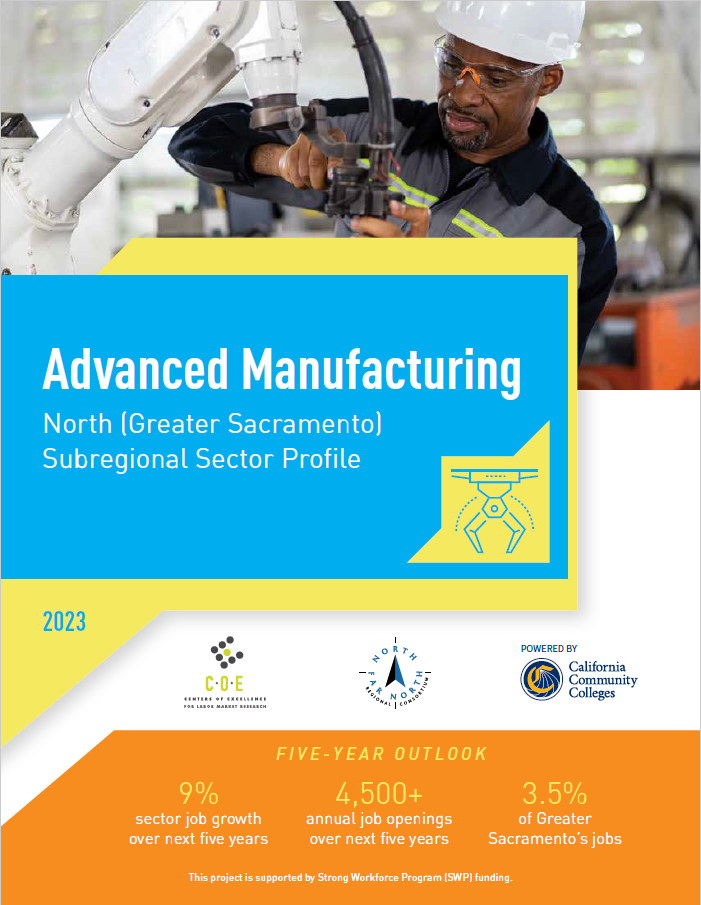 Advanced Manufacturing
North (Greater Sacramento)
Subregional Sector Profile
2023
C·O·E
CENTERS OF EXCELLENCE
FOR LABOR MARKET RESEARCH
NORTH
FAR NORTH
REGIONAL CONSORTIUM
POWERED BY
C
California
Community
Colleges
FIVE-YEAR OUTLOOK
9%
sector job growth
over next five years
4,500+
annual job openings
over next five years
3.5%
of Greater
Sacramento's jobs
This project is supported by Strong Workforce Program (SWP) funding.